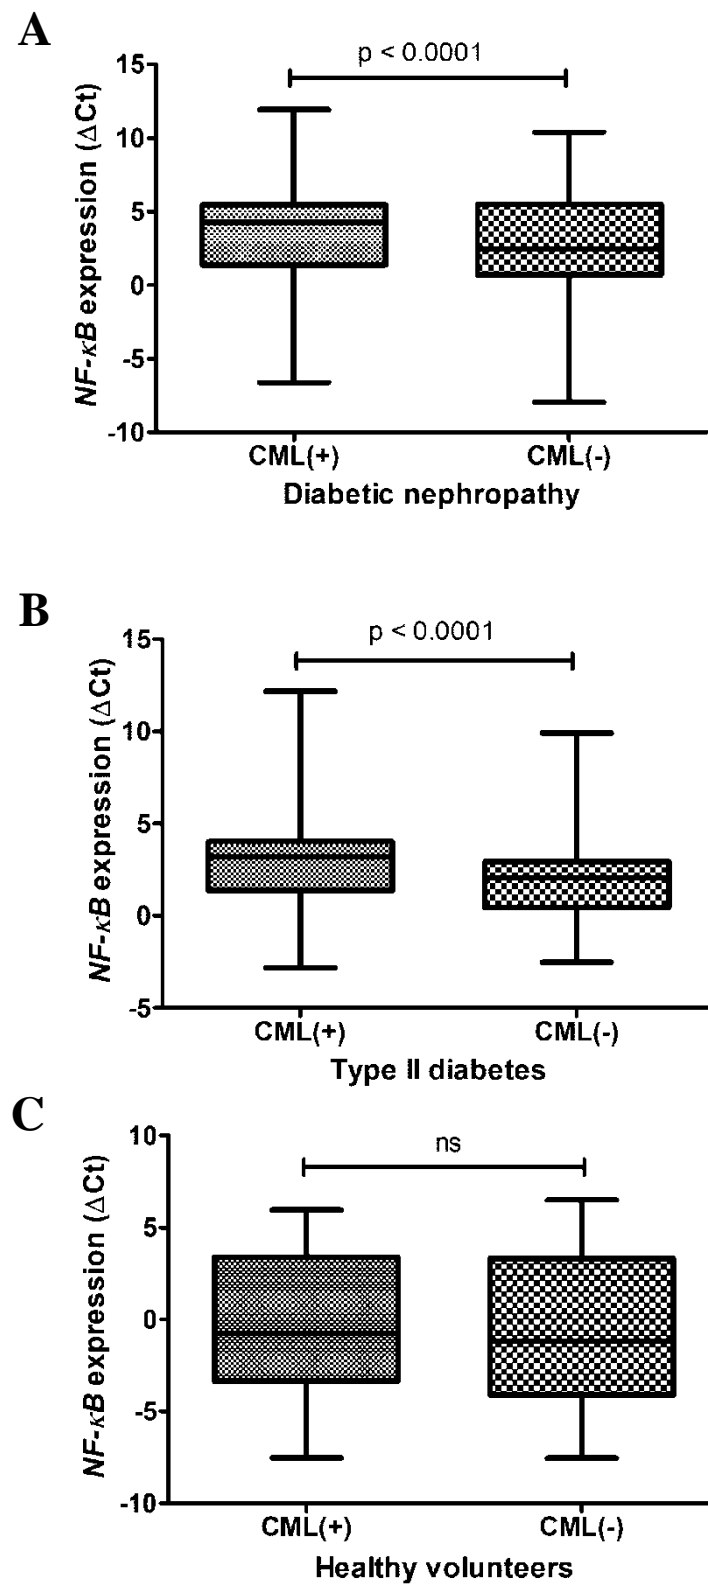 A
p < 0.0001
NF-κB expression (ΔCt)
15
10
5
0
-5
-10
CML(+) CML(-)
Diabetic nephropathy
B
p < 0.0001
NF-κB expression (ΔCt)
15
10
5
0
-5
CML(+) CML(-)
Type II diabetes
C
ns
NF-κB expression (ΔCt)
10
5
0
-5
-10
CML(+) CML(-)
Healthy volunteers